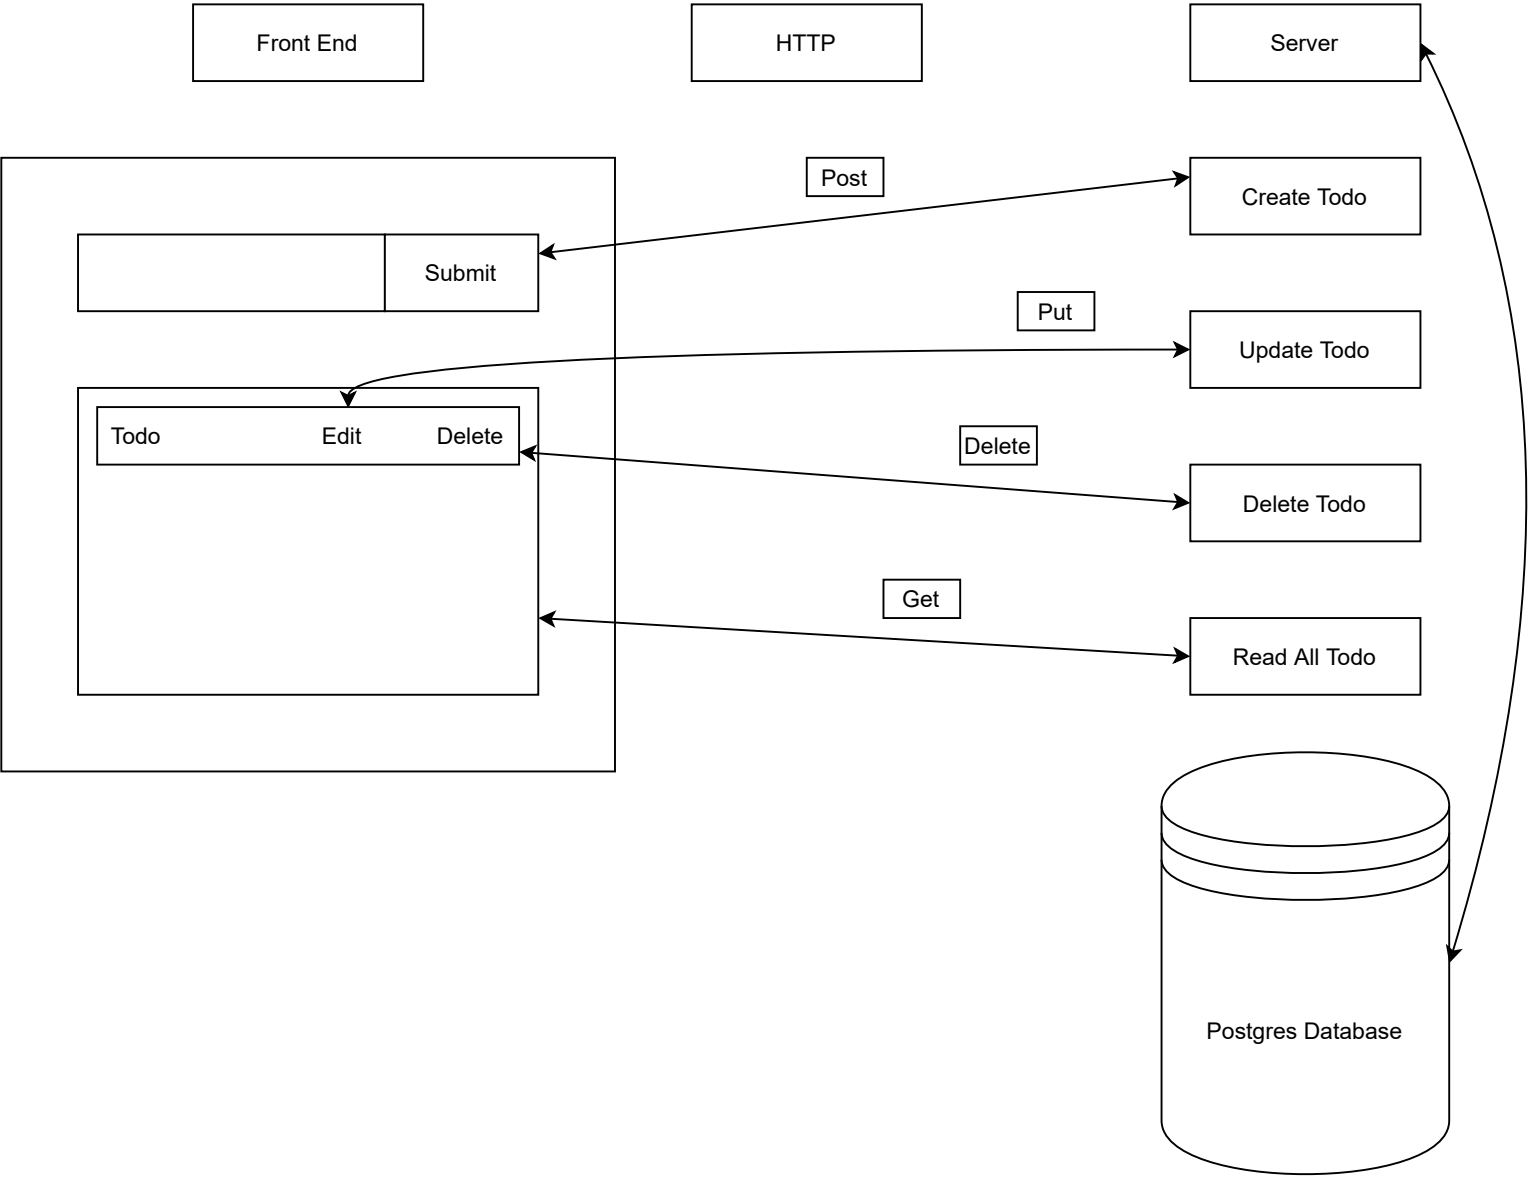 Front End
HTTP
Server
Post
Create Todo
Submit
Put
Update Todo
Todo Edit Delete
Delete
Delete Todo
Get
Read All Todo
Postgres Database